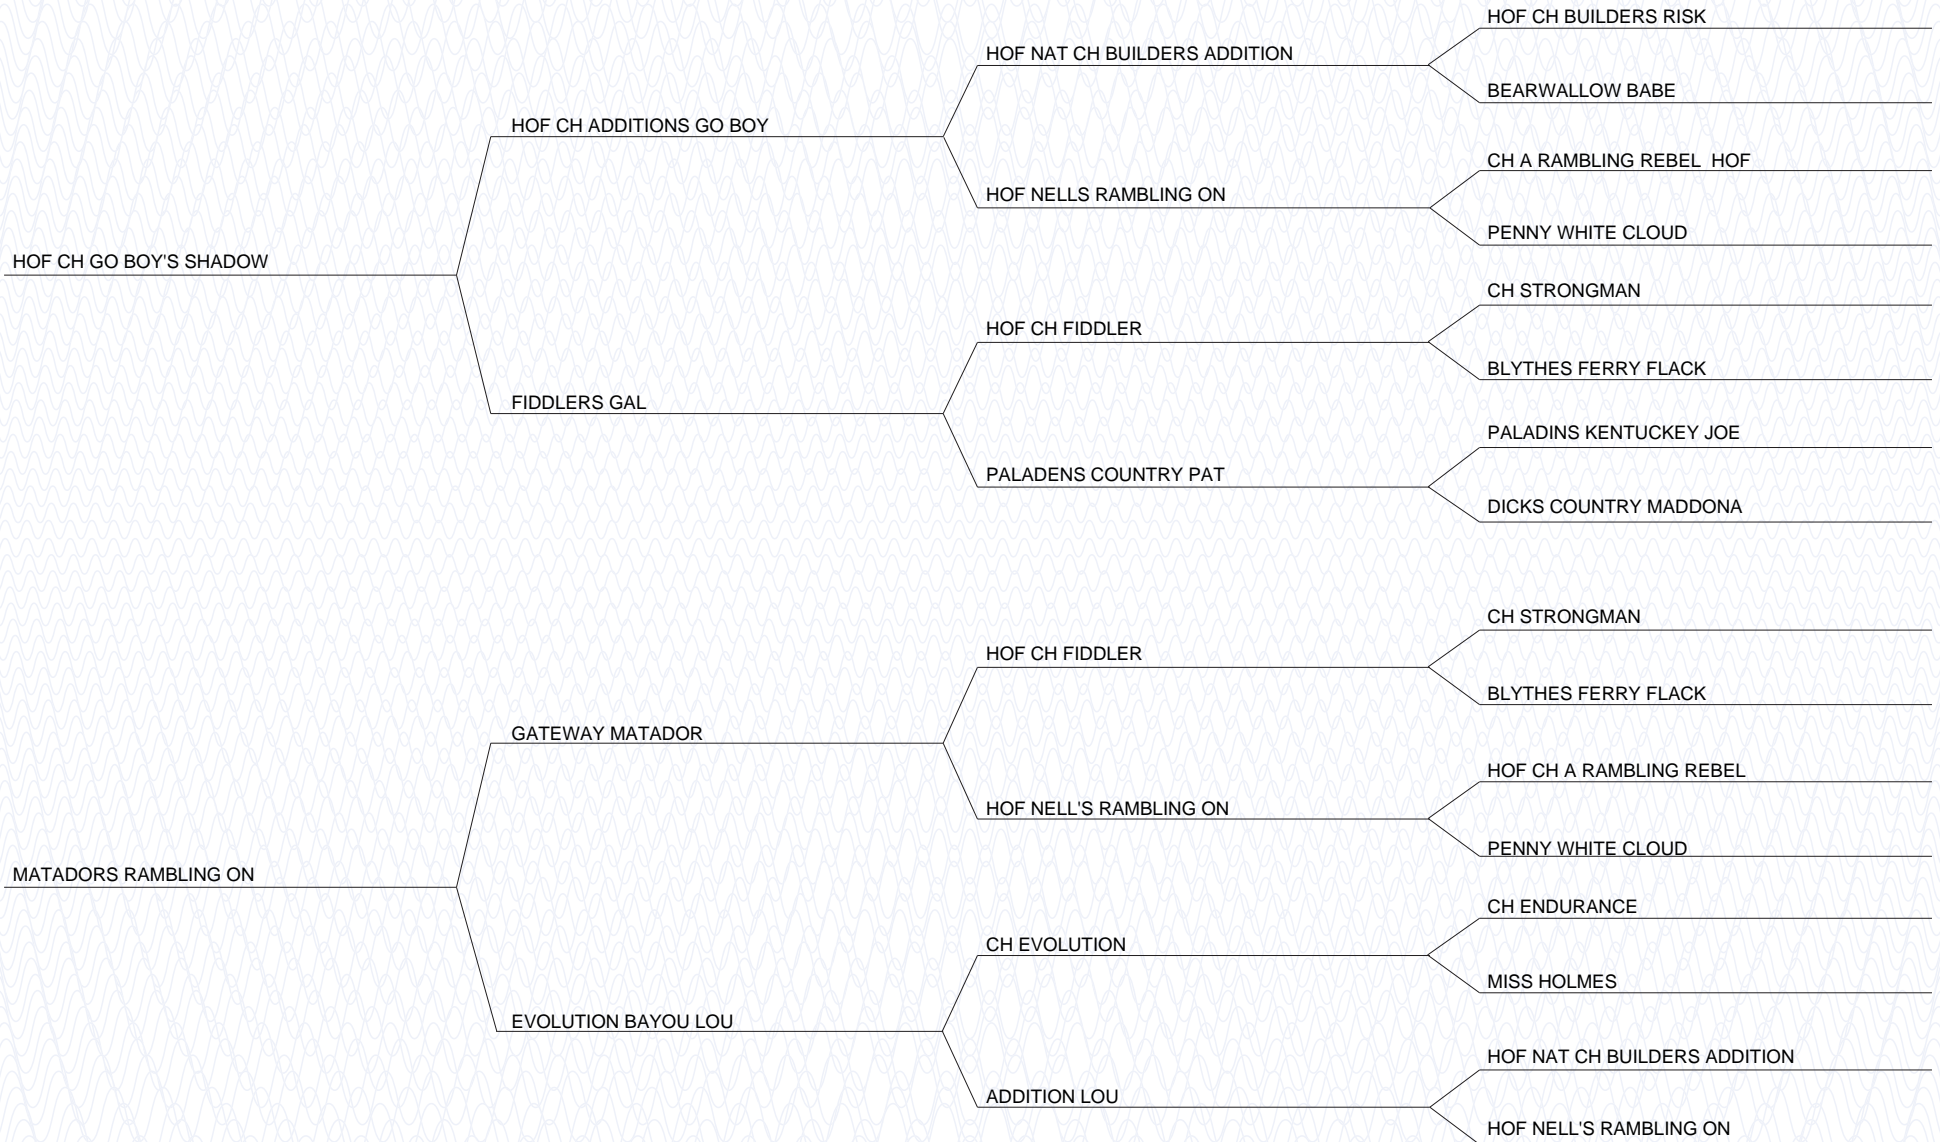 HOF CH BUILDERS RISK
HOF NAT CH BUILDERS ADDITION
BEARWALLOW BABE
HOF CH ADDITIONS GO BOY
CH A RAMBLING REBEL  HOF
HOF NELLS RAMBLING ON
PENNY WHITE CLOUD
HOF CH GO BOY'S SHADOW
CH STRONGMAN
HOF CH FIDDLER
BLYTHES FERRY FLACK
FIDDLERS GAL
PALADINS KENTUCKEY JOE
PALADENS COUNTRY PAT
DICKS COUNTRY MADDONA
CH STRONGMAN
HOF CH FIDDLER
BLYTHES FERRY FLACK
GATEWAY MATADOR
HOF CH A RAMBLING REBEL
HOF NELL'S RAMBLING ON
PENNY WHITE CLOUD
MATADORS RAMBLING ON
CH ENDURANCE
CH EVOLUTION
MISS HOLMES
EVOLUTION BAYOU LOU
HOF NAT CH BUILDERS ADDITION
ADDITION LOU
HOF NELL'S RAMBLING ON